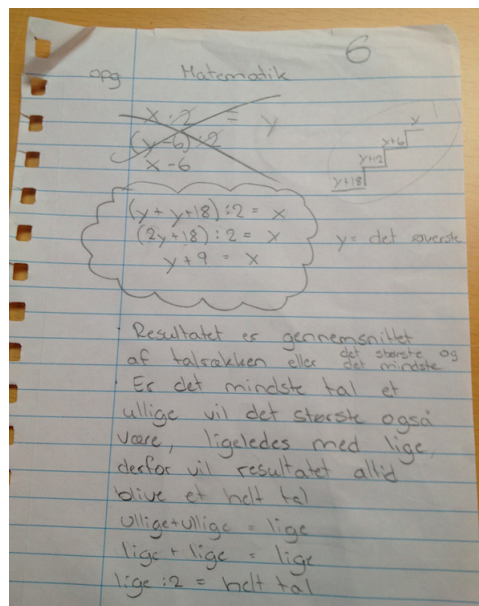 6
opg Matematik
x : 2 = y
(y-6) : 2
x-6
y
y+6
y+12
y+18
(y + y+18) : 2 = x
(2y+18) : 2 = x
y + 9 = x
y = det øverste
Resultatet er gennemsnittet
af talrækken eller det største og
det mindste
Er det mindste tal et
ullige vil det største også
være, ligeledes med lige,
derfor vil resultatet altid
blive et helt tal
ullige+ullige = lige
lige + lige = lige
lige : 2 = helt tal